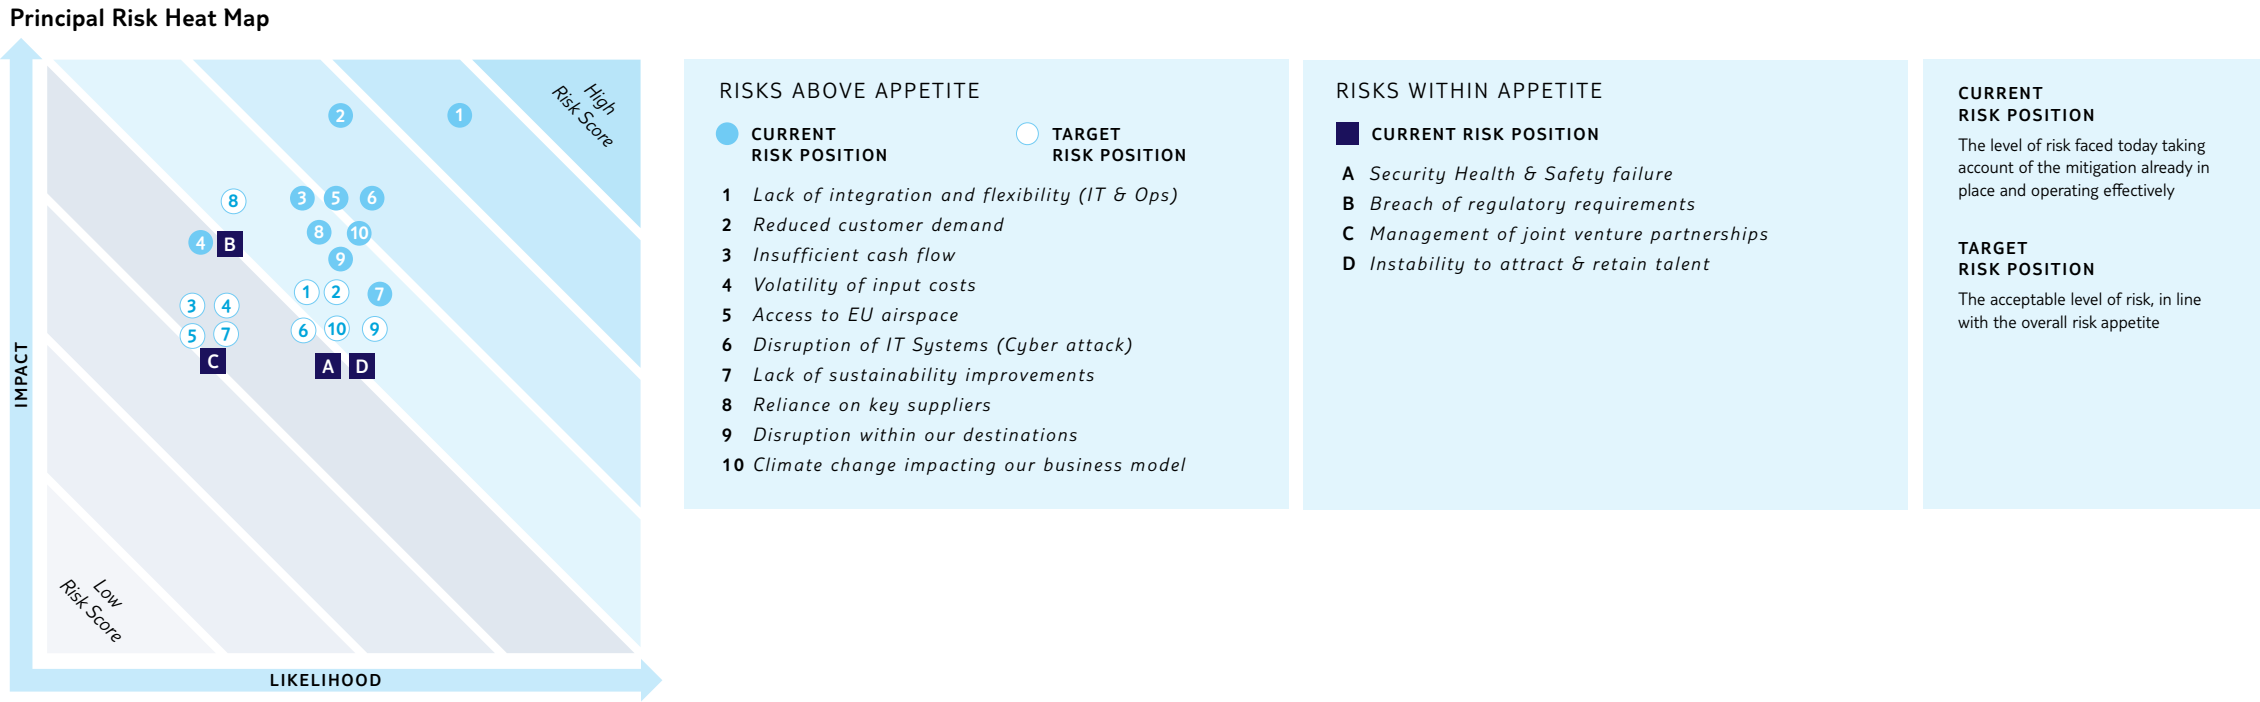 Principal Risk Heat Map
IMPACT
High
Risk Score
2
1
3
5
6
8
8
10
4
B
9
1
2
7
3
4
6
10
9
5
7
C
A
D
Low
Risk Score
LIKELIHOOD
RISKS ABOVE APPETITE
CURRENT
RISK POSITION
TARGET
RISK POSITION
1 Lack of integration and flexibility (IT & Ops)
2 Reduced customer demand
3 Insufficient cash flow
4 Volatility of input costs
5 Access to EU airspace
6 Disruption of IT Systems (Cyber attack)
7 Lack of sustainability improvements
8 Reliance on key suppliers
9 Disruption within our destinations
10 Climate change impacting our business model
RISKS WITHIN APPETITE
CURRENT RISK POSITION
A Security Health & Safety failure
B Breach of regulatory requirements
C Management of joint venture partnerships
D Instability to attract & retain talent
CURRENT
RISK POSITION
The level of risk faced today taking
account of the mitigation already in
place and operating effectively
TARGET
RISK POSITION
The acceptable level of risk, in line
with the overall risk appetite